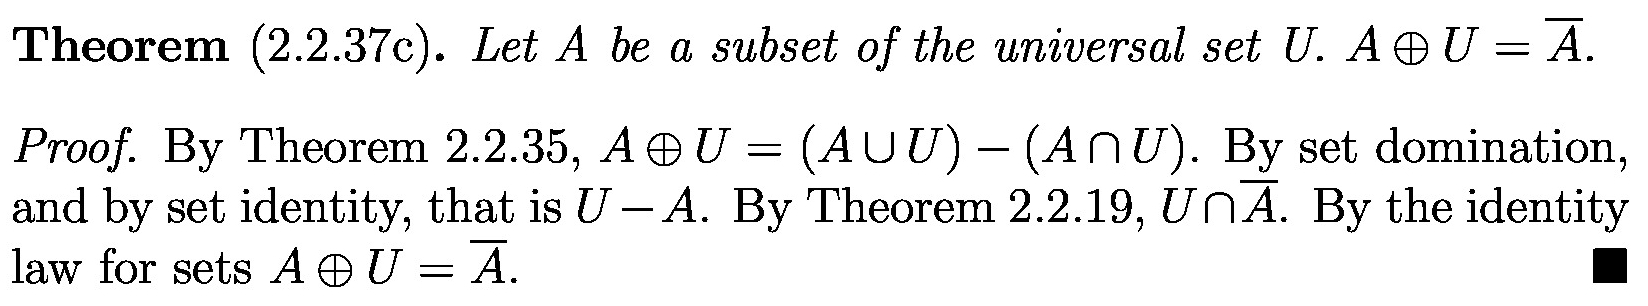 Theorem (2.2.37c). Let A be a subset of the universal set U. A ⊕ U = A̅.
Proof. By Theorem 2.2.35, A ⊕ U = (A ∪ U) − (A ∩ U). By set domination,
and by set identity, that is U − A. By Theorem 2.2.19, U ∩ A̅. By the identity
law for sets A ⊕ U = A̅. ■